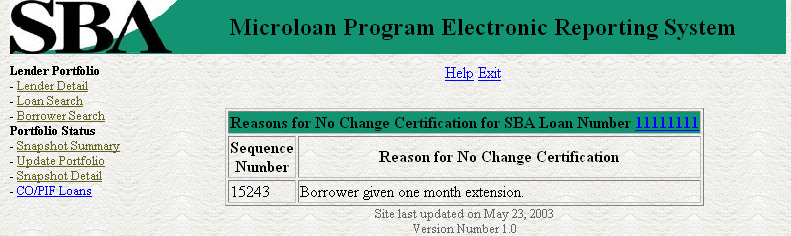 SBA
Microloan Program Electronic Reporting System
Help Exit
Lender Portfolio
- Lender Detail
- Loan Search
- Borrower Search
Portfolio Status
- Snapshot Summary
- Update Portfolio
- Snapshot Detail
- CO/PIF Loans
Reasons for No Change Certification for SBA Loan Number 11111111
Sequence
Number
Reason for No Change Certification
15243 Borrower given one month extension.
Site last updated on May 23, 2003
Version Number 1.0